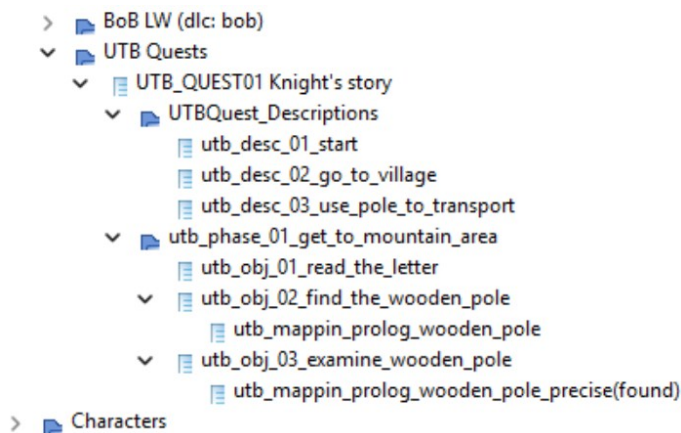 BoB LW (dlc: bob)
UTB Quests
UTB_QUEST01 Knight's story
UTBQuest_Descriptions
utb_desc_01_start
utb_desc_02_go_to_village
utb_desc_03_use_pole_to_transport
utb_phase_01_get_to_mountain_area
utb_obj_01_read_the_letter
utb_obj_02_find_the_wooden_pole
utb_mappin_prolog_wooden_pole
utb_obj_03_examine_wooden_pole
utb_mappin_prolog_wooden_pole_precise(found)
Characters